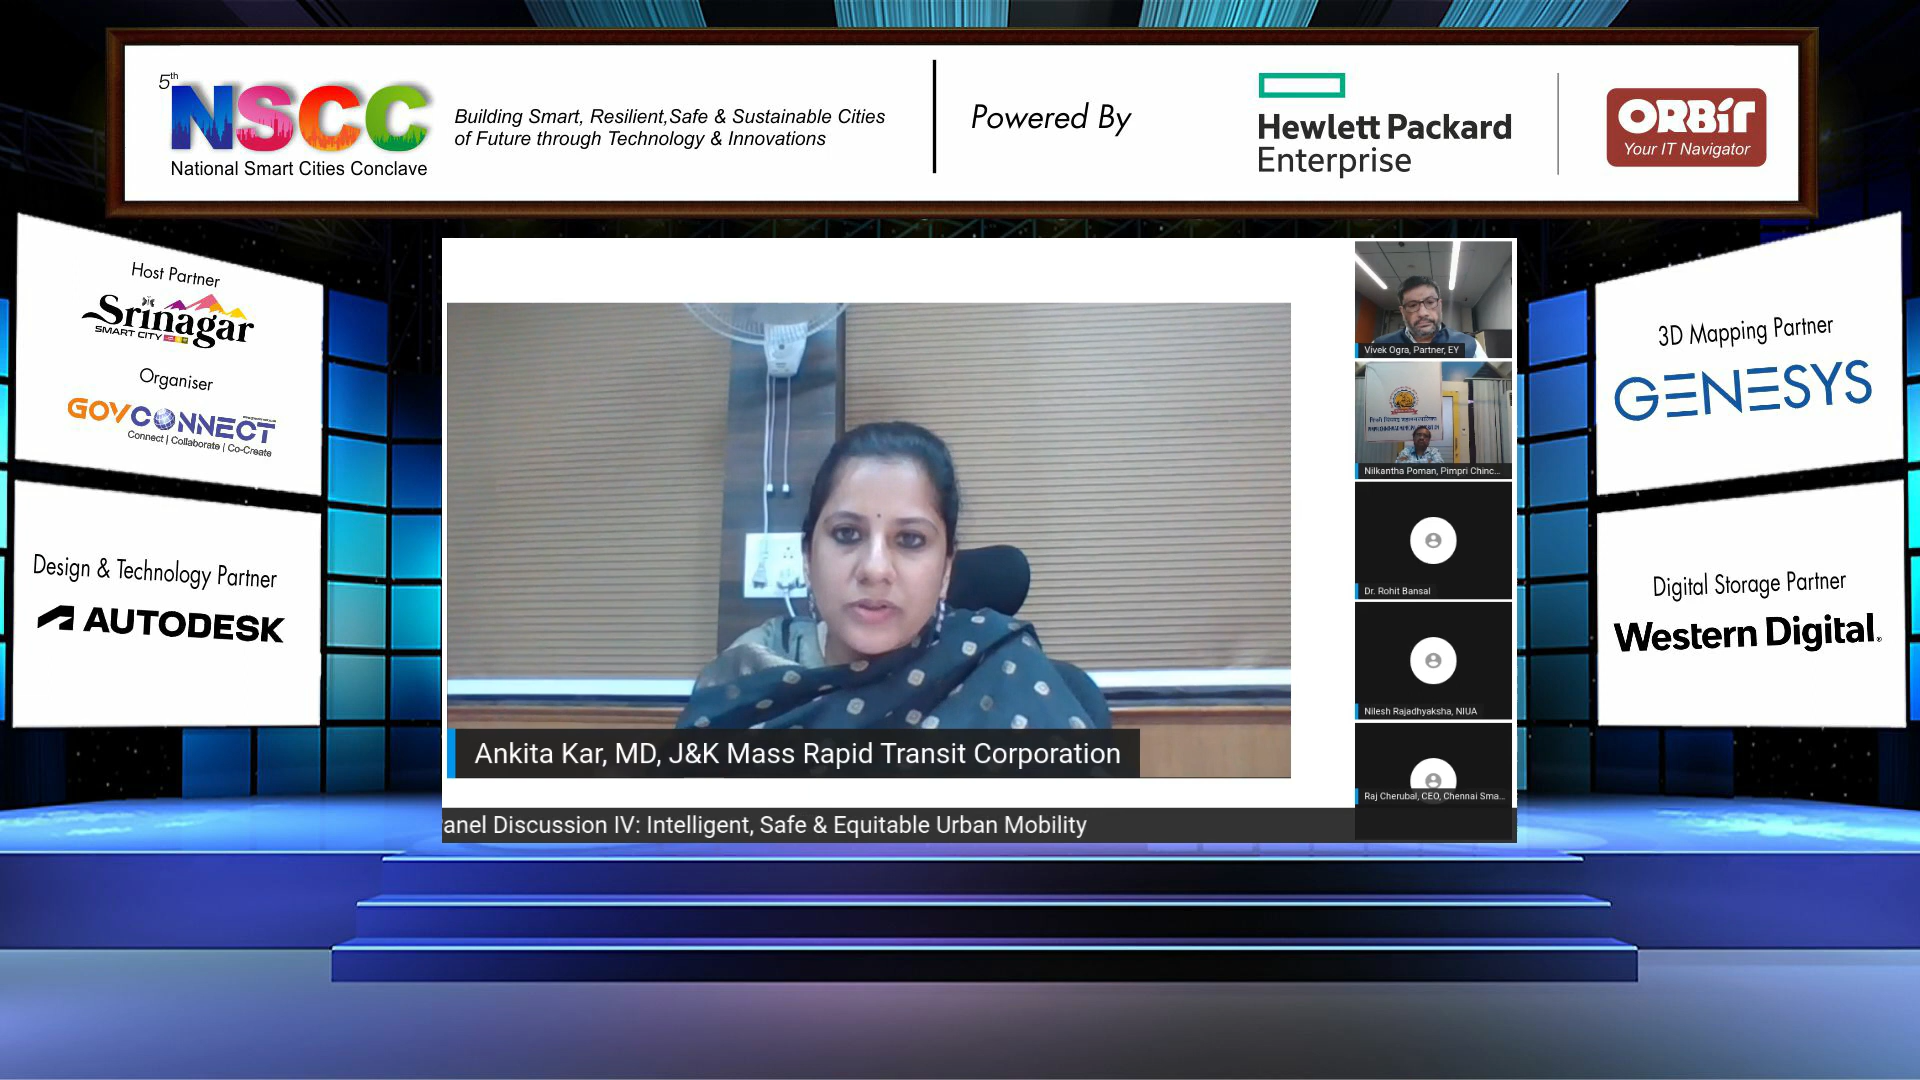 5th
NSCC
National Smart Cities Conclave
Building Smart, Resilient,Safe & Sustainable Cities
of Future through Technology & Innovations
Powered By
Hewlett Packard
Enterprise
ORBIT
Your IT Navigator
Host Partner
Srinagar
SMART CITY
Organiser
GOVCONNECT
Connect | Collaborate | Co-Create
Design & Technology Partner
AUTODESK
3D Mapping Partner
GENESYS
Digital Storage Partner
Western Digital.
Vivek Ogra, Partner, EY
Nilkantha Poman, Pimpri Chinc...
Dr. Rohit Bansal
Nilesh Rajadhyaksha, NIUA
Raj Cherubal, CEO, Chennai Sma...
Ankita Kar, MD, J&K Mass Rapid Transit Corporation
anel Discussion IV: Intelligent, Safe & Equitable Urban Mobility